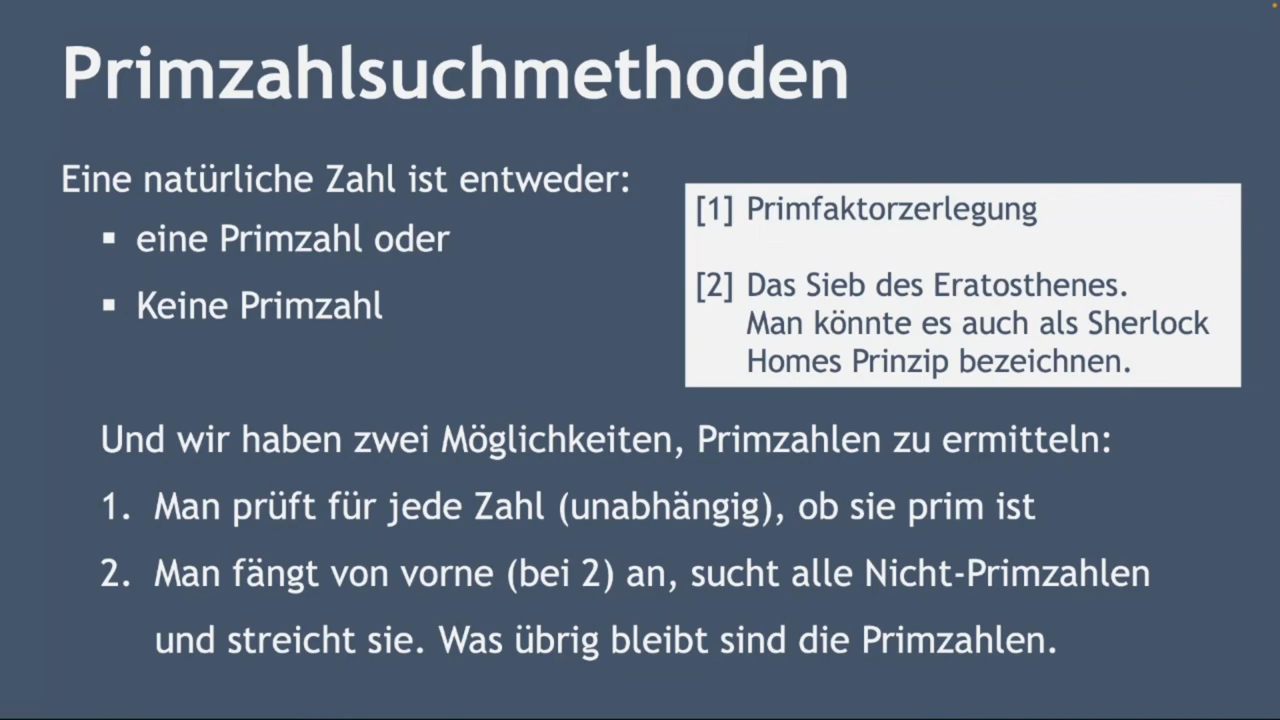 Primzahlsuchmethoden
Eine natürliche Zahl ist entweder:
▪ eine Primzahl oder
▪ Keine Primzahl
[1] Primfaktorzerlegung
[2] Das Sieb des Eratosthenes.
Man könnte es auch als Sherlock
Homes Prinzip bezeichnen.
Und wir haben zwei Möglichkeiten, Primzahlen zu ermitteln:
1. Man prüft für jede Zahl (unabhängig), ob sie prim ist
2. Man fängt von vorne (bei 2) an, sucht alle Nicht-Primzahlen
und streicht sie. Was übrig bleibt sind die Primzahlen.